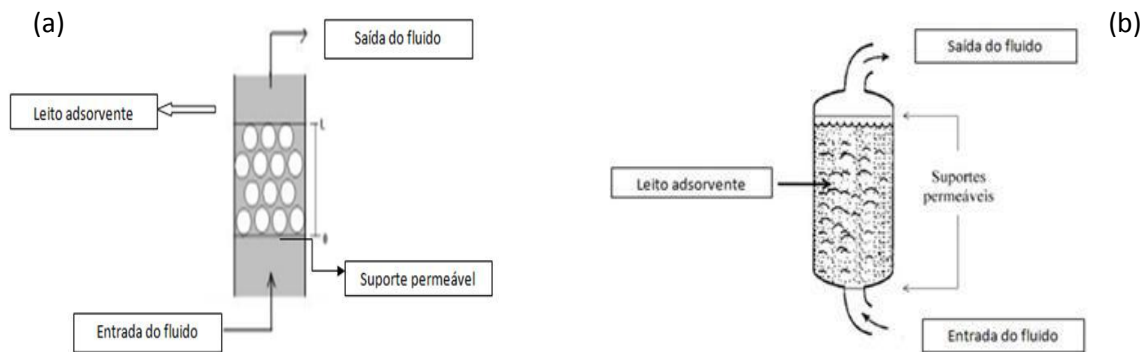 (a)
Saída do fluido
Leito adsorvente
L
0
Suporte permeável
Entrada do fluido
(b)
Saída do fluido
Leito adsorvente
Suportes
permeáveis
Entrada do fluido